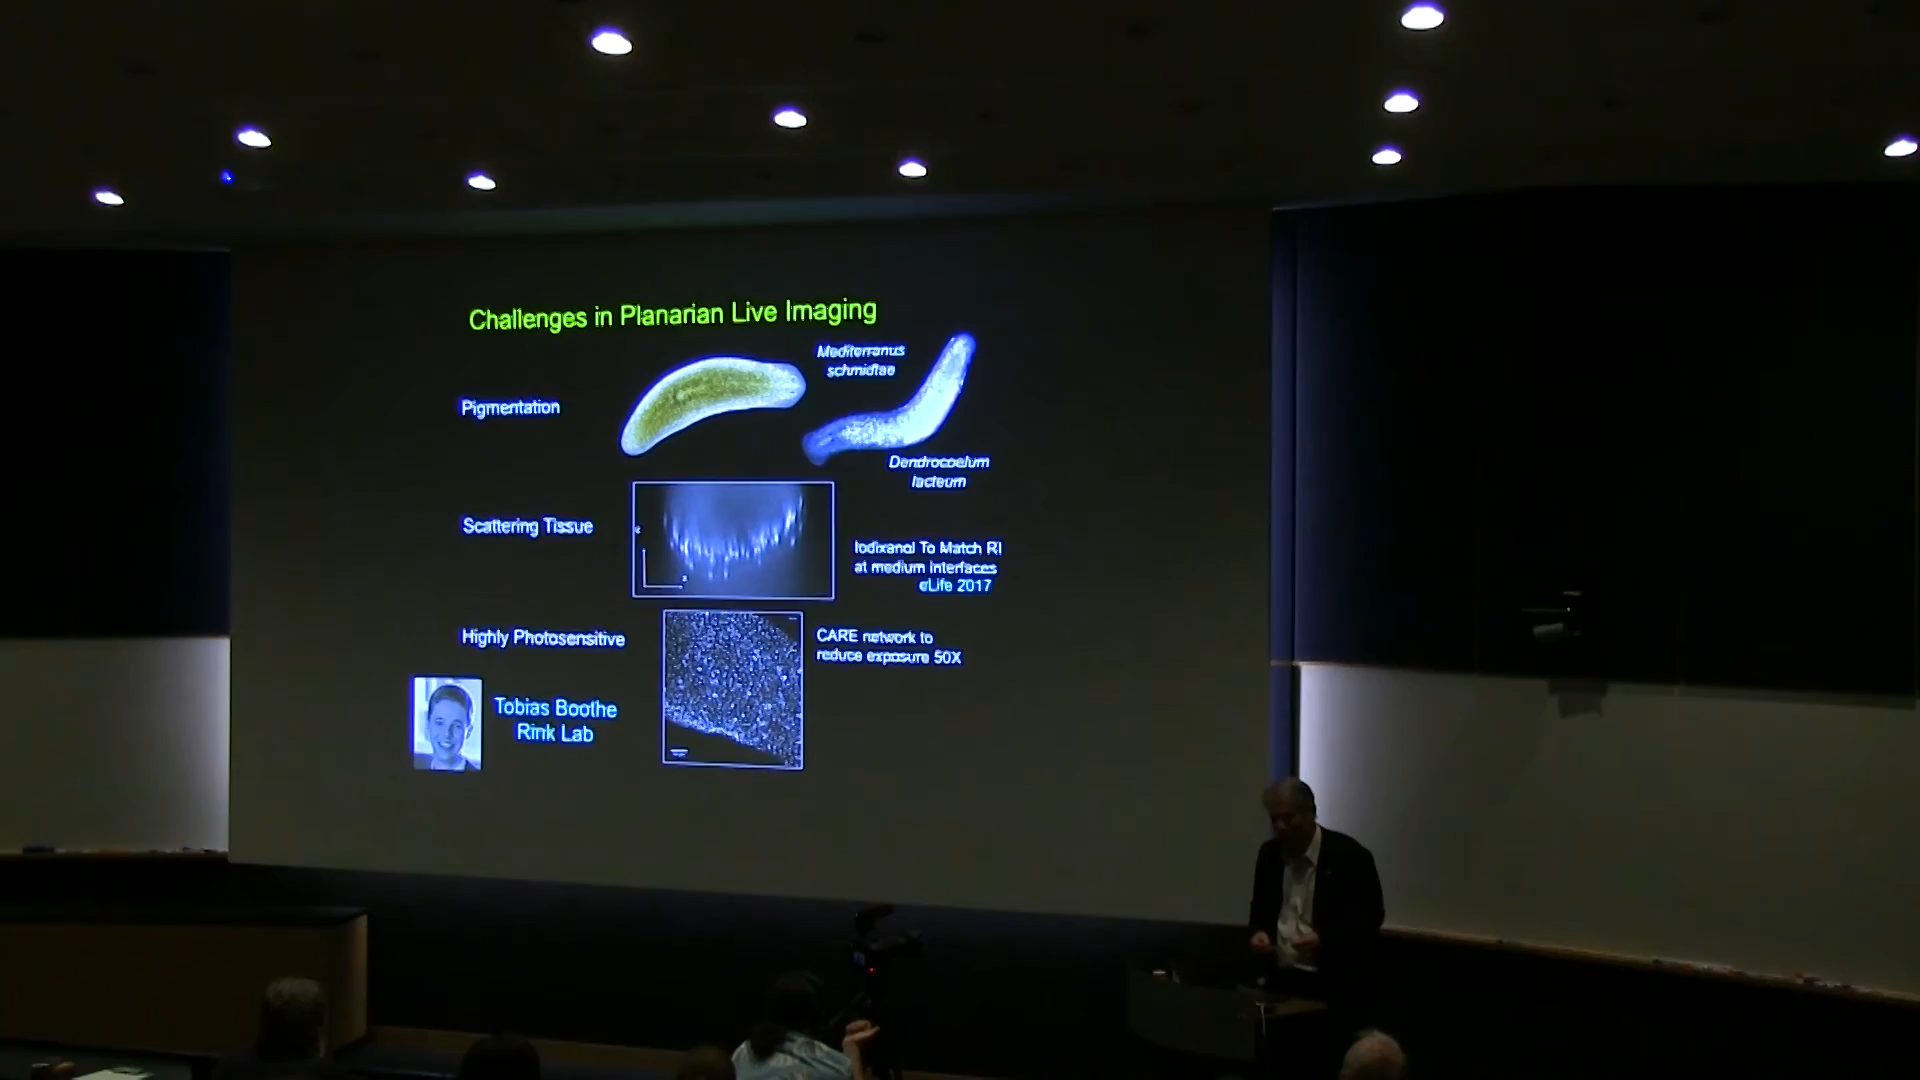 Challenges in Planarian Live Imaging
Mediterranus
schmidtae
Pigmentation
Dendrocoelum
lacteum
Scattering Tissue
Iodixanol To Match RI
at medium interfaces
eLife 2017
Highly Photosensitive
CARE network to
reduce exposure 50X
Tobias Boothe
Rink Lab